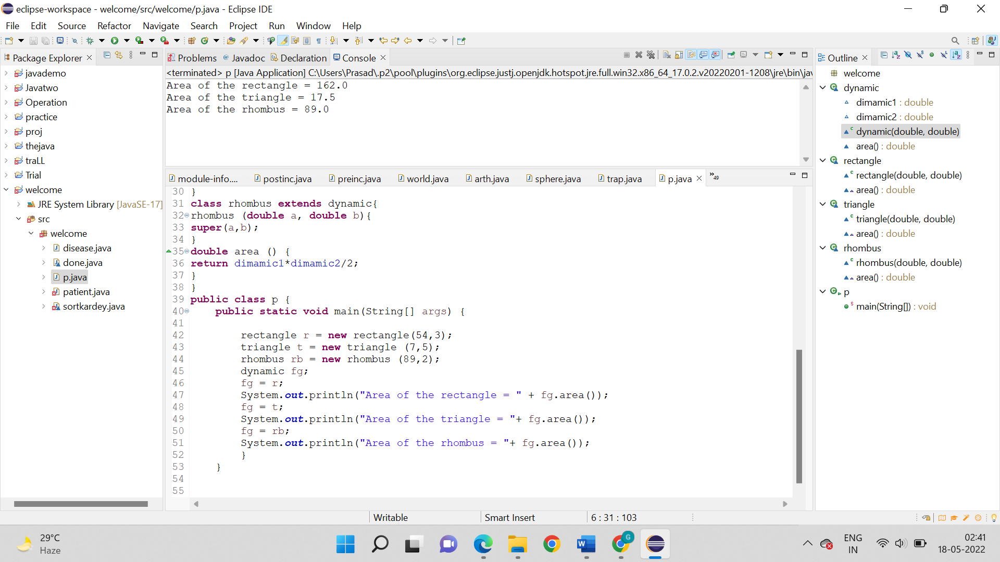 eclipse-workspace - welcome/src/welcome/p.java - Eclipse IDE
File Edit Source Refactor Navigate Search Project Run Window Help
Package Explorer
javademo
Javatwo
Operation
practice
proj
thejava
traLL
Trial
welcome
JRE System Library [JavaSE-17]
src
welcome
disease.java
done.java
p.java
patient.java
sortkardey.java
Problems @ Javadoc Declaration Console
<terminated> p [Java Application] C:\Users\Prasad\.p2\pool\plugins\org.eclipse.justj.openjdk.hotspot.jre.full.win32.x86_64_17.0.2.v20220201-1208\jre\bin\jav
Area of the rectangle = 162.0
Area of the triangle = 17.5
Area of the rhombus = 89.0
module-info.... postinc.java preinc.java world.java arth.java sphere.java trap.java p.java »49
30 }
31 class rhombus extends dynamic{
32 rhombus (double a, double b){
33 super(a,b);
34 }
35 double area () {
36 return dimamic1*dimamic2/2;
37 }
38 }
39 public class p {
40 public static void main(String[] args) {
41
42 rectangle r = new rectangle(54,3);
43 triangle t = new triangle (7,5);
44 rhombus rb = new rhombus (89,2);
45 dynamic fg;
46 fg = r;
47 System.out.println("Area of the rectangle = " + fg.area());
48 fg = t;
49 System.out.println("Area of the triangle = "+ fg.area());
50 fg = rb;
51 System.out.println("Area of the rhombus = "+ fg.area());
52 }
53 }
54
55
Outline
welcome
dynamic
dimamic1 : double
dimamic2 : double
dynamic(double, double)
area() : double
rectangle
rectangle(double, double)
area() : double
triangle
triangle(double, double)
area() : double
rhombus
rhombus(double, double)
area() : double
p
main(String[]) : void
Writable Smart Insert 6 : 31 : 103
29°C
Haze
ENG
IN
02:41
18-05-2022